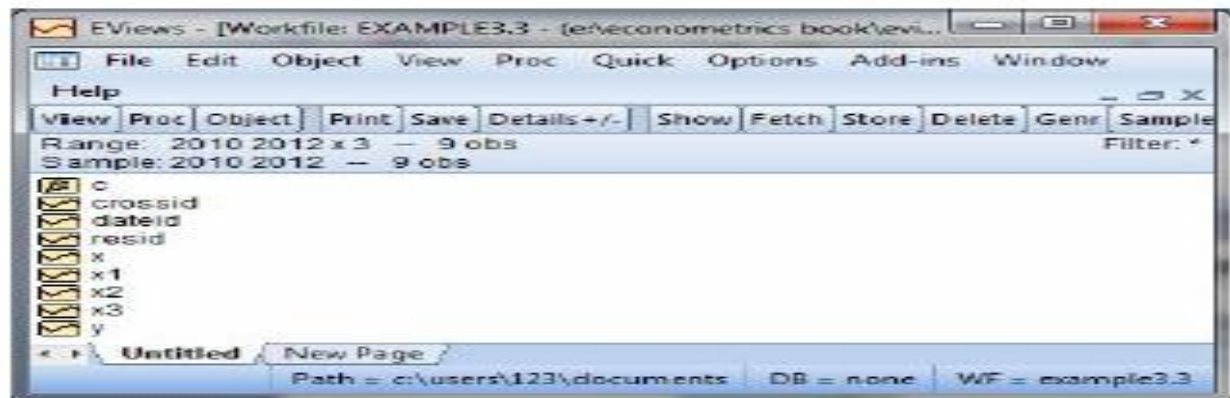 EViews - [Workfile: EXAMPLE3.3 - (e:\econometrics book\evi...
File Edit Object View Proc Quick Options Add-ins Window
Help
View Proc Object Print Save Details+/- Show Fetch Store Delete Genr Sample
Range: 2010 2012 x 3 -- 9 obs Filter: *
Sample: 2010 2012 -- 9 obs
c
crossid
dateid
resid
x
x1
x2
x3
y
Untitled New Page
Path = c:\users\123\documents DB = none WF = example3.3